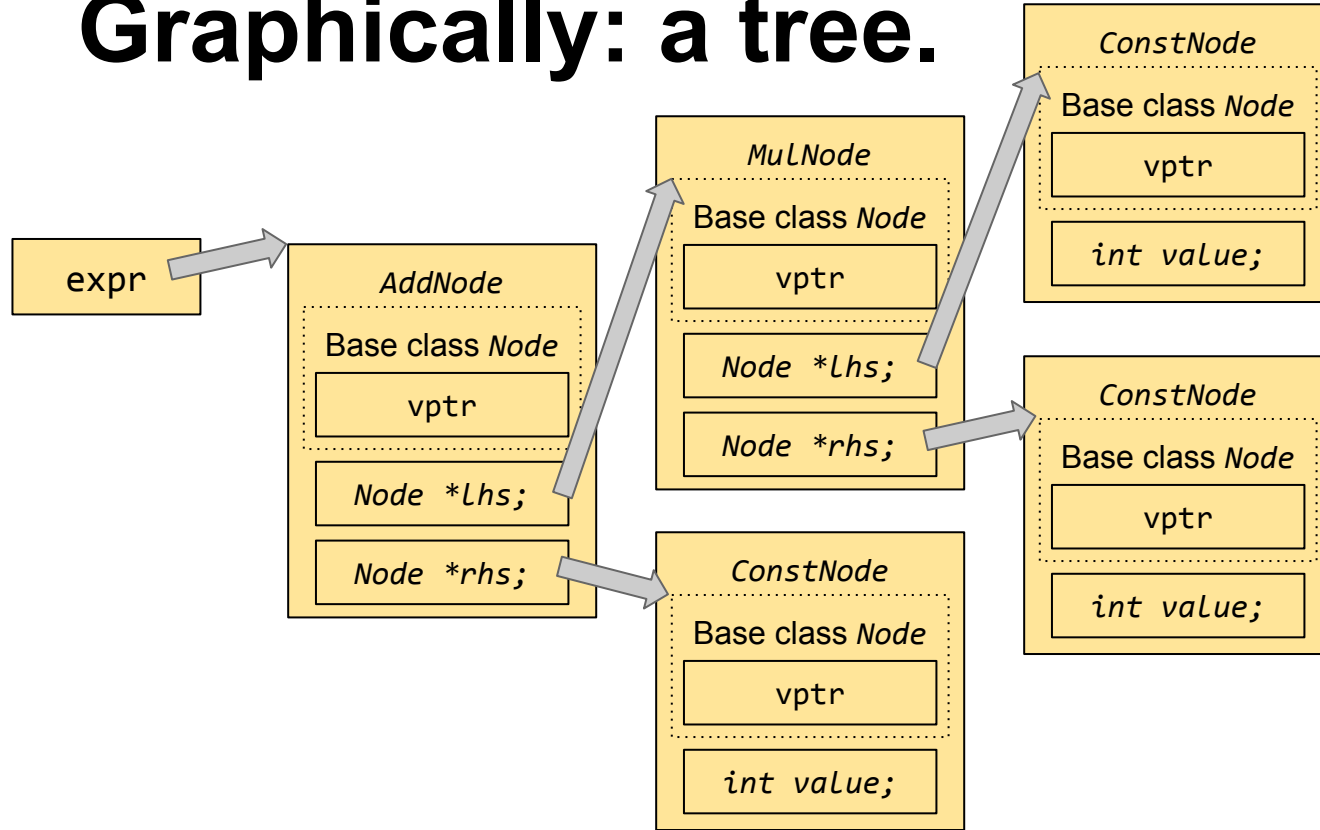 Graphically: a tree.
expr
AddNode
Base class Node
vptr
Node *lhs;
Node *rhs;
MulNode
Base class Node
vptr
Node *lhs;
Node *rhs;
ConstNode
Base class Node
vptr
int value;
ConstNode
Base class Node
vptr
int value;
ConstNode
Base class Node
vptr
int value;